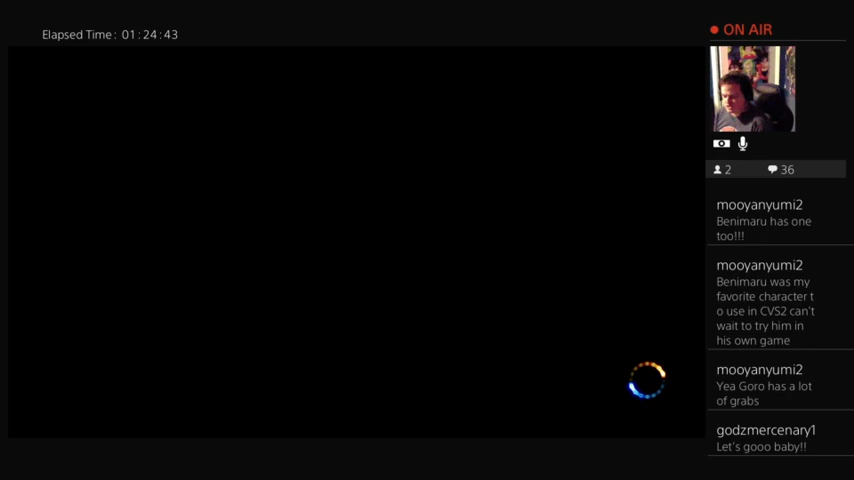 Elapsed Time: 01:24:43
ON AIR
2 36
mooyanyumi2
Benimaru has one
too!!!
mooyanyumi2
Benimaru was my
favorite character t
o use in CVS2 can't
wait to try him in
his own game
mooyanyumi2
Yea Goro has a lot
of grabs
godzmercenary1
Let's gooo baby!!